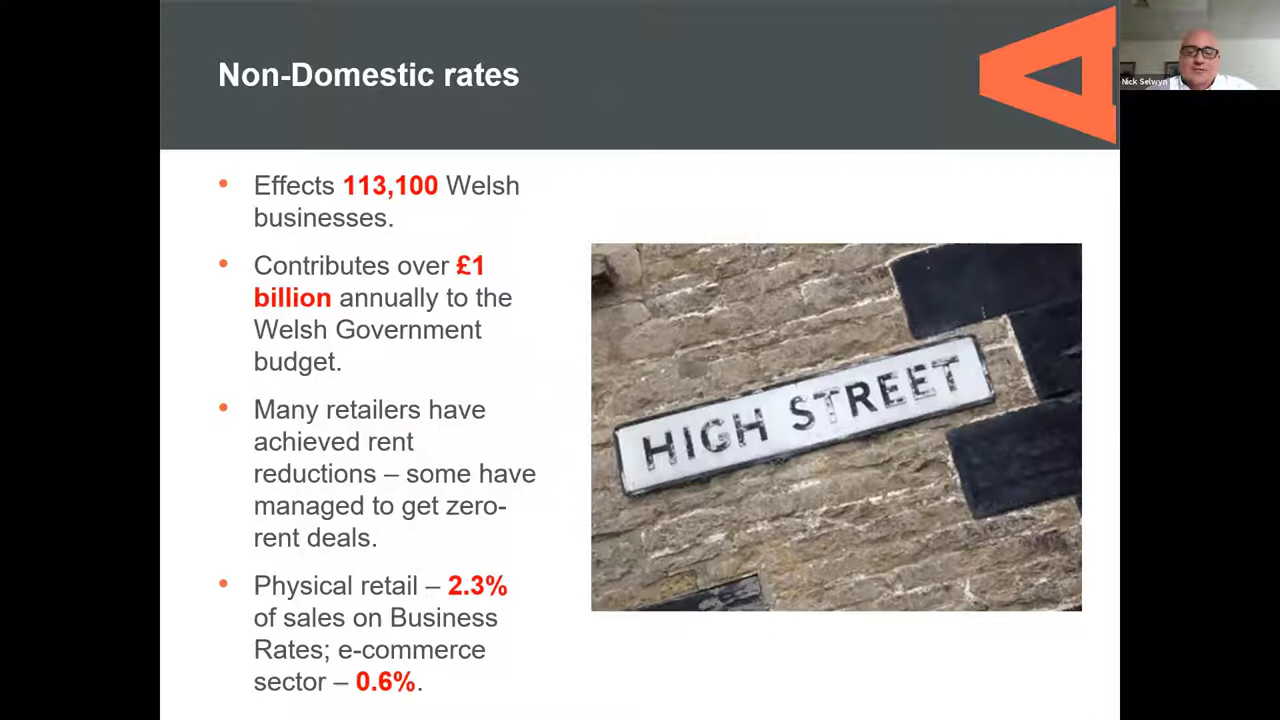 Non-Domestic rates
Nick Selwyn
• Effects 113,100 Welsh
businesses.
• Contributes over £1
billion annually to the
Welsh Government
budget.
• Many retailers have
achieved rent
reductions – some have
managed to get zero-
rent deals.
• Physical retail – 2.3%
of sales on Business
Rates; e-commerce
sector – 0.6%.
HIGH STREET